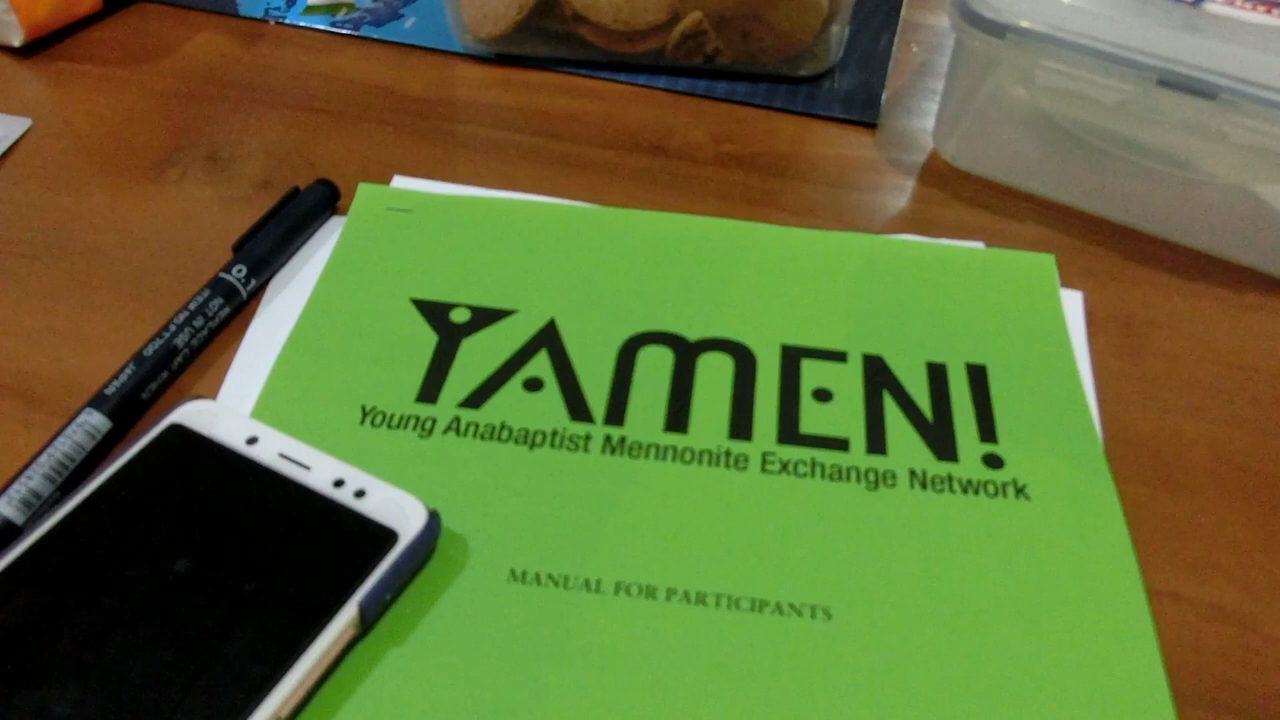 YAMEN!
Young Anabaptist Mennonite Exchange Network
MANUAL FOR PARTICIPANTS